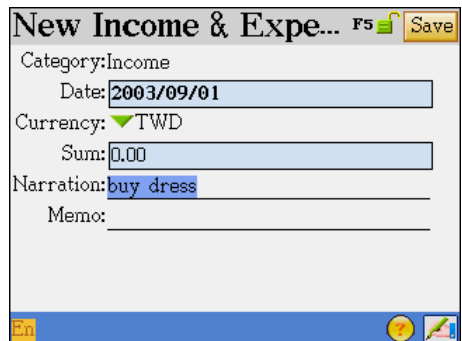 New Income & Expe... F5 Save
Category:Income
Date: 2003/09/01
Currency: TWD
Sum: 0.00
Narration: buy dress
Memo:
En ?